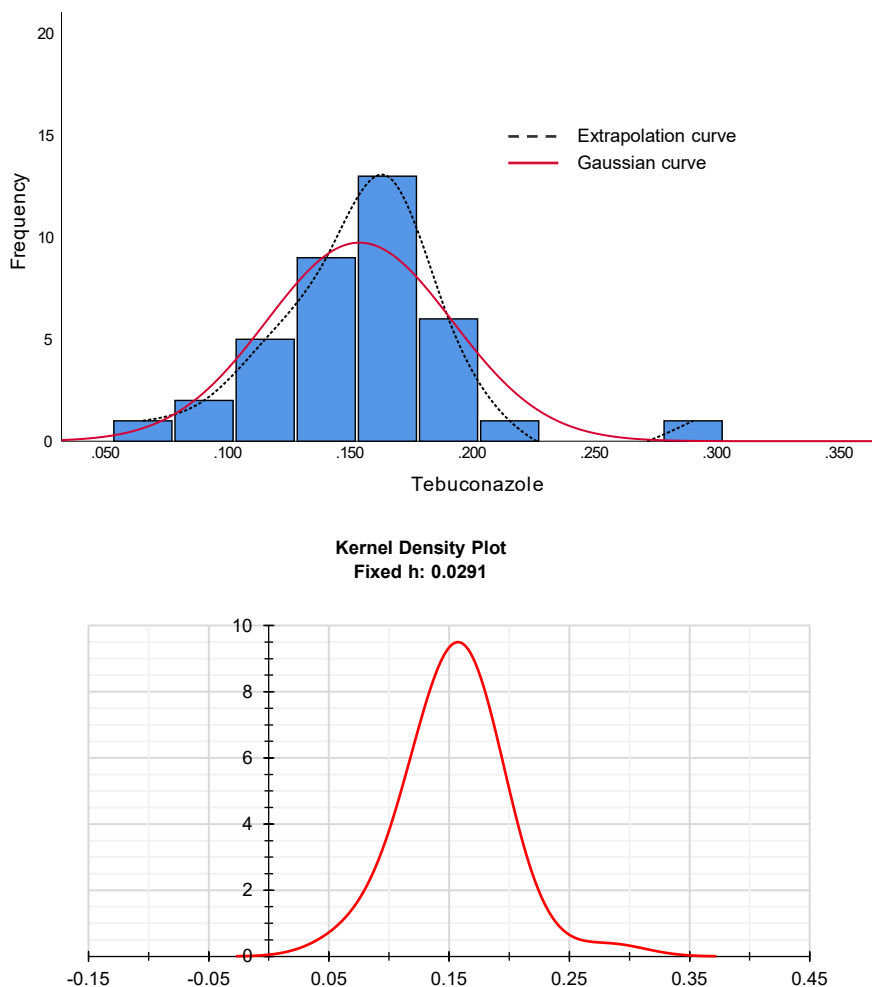 20
15
10
5
0
Frequency
Extrapolation curve
Gaussian curve
.050 .100 .150 .200 .250 .300 .350
Tebuconazole
Kernel Density Plot
Fixed h: 0.0291
10
8
6
4
2
0
-0.15 -0.05 0.05 0.15 0.25 0.35 0.45